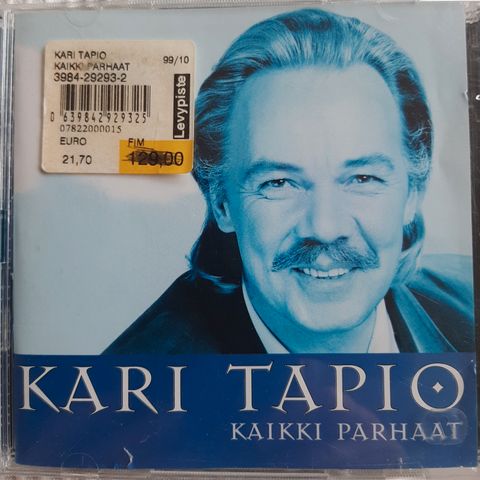 KARI TAPIO 99/10
KAIKKI PARHAAT
3984-29293-2
Levypiste
0 639842 929325
07822000015
EURO FIM
21,70 129,00
KARI TAPIO
KAIKKI PARHAAT